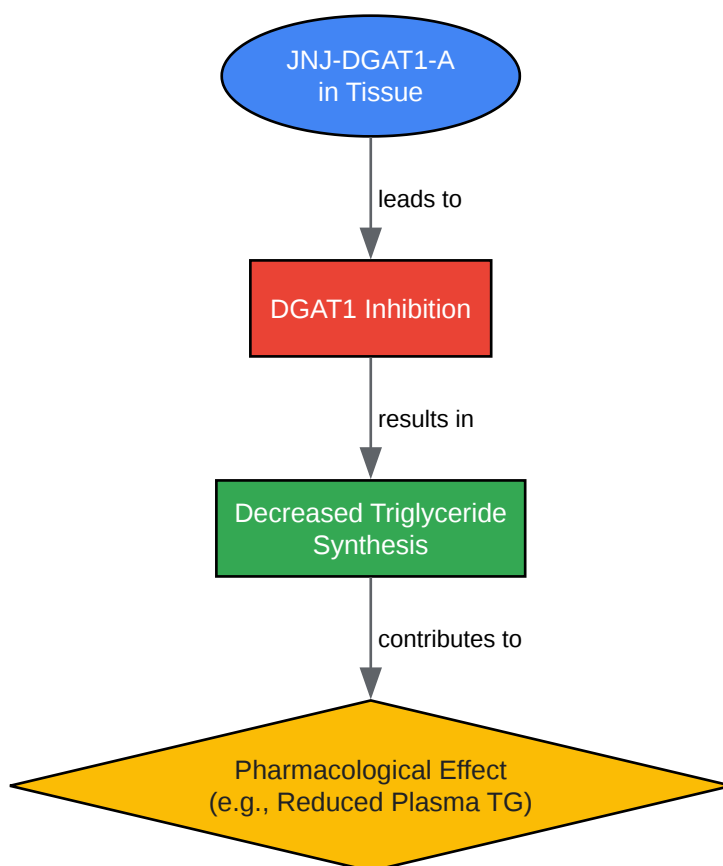 JNJ-DGAT1-A
in Tissue
leads to
DGAT1 Inhibition
results in
Decreased Triglyceride
Synthesis
contributes to
Pharmacological Effect
(e.g., Reduced Plasma TG)